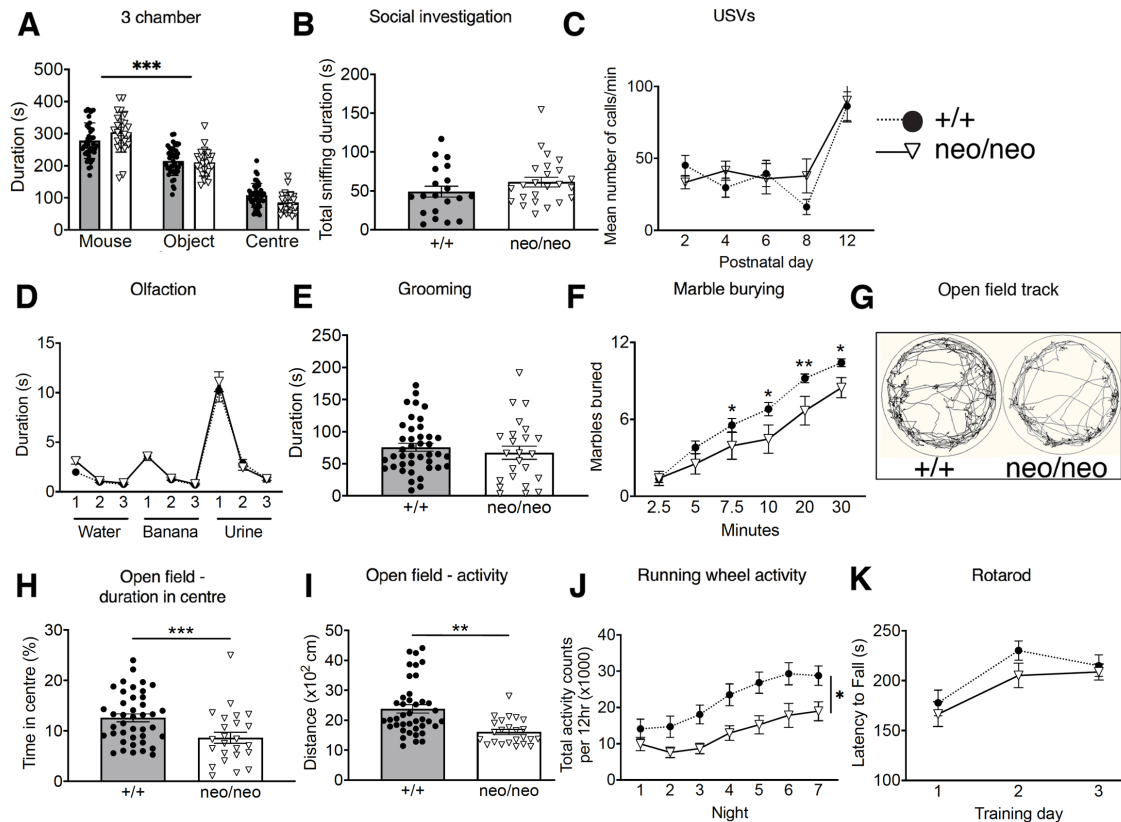 A
3 chamber
***
Duration (s)
500
400
300
200
100
0
Mouse Object Centre
B
Social investigation
Total sniffing duration (s)
200
150
100
50
0
+/+ neo/neo
C
USVs
Mean number of calls/min
100
50
0
2 4 6 8 12
Postnatal day
+/+
neo/neo
D
Olfaction
Duration (s)
15
10
5
0
1 2 3 1 2 3 1 2 3
Water Banana Urine
E
Grooming
Duration (s)
250
200
150
100
50
0
+/+ neo/neo
F
Marble burying
Marbles burried
12
6
0
* * ** *
2.5 5 7.5 10 20 30
Minutes
G
Open field track
+/+ neo/neo
H
Open field -
duration in centre
***
Time in centre (%)
30
20
10
0
+/+ neo/neo
I
Open field - activity
**
Distance (x10² cm)
50
40
30
20
10
0
+/+ neo/neo
J
Running wheel activity
Total activity counts
per 12hr (x1000)
40
30
20
10
0
*
1 2 3 4 5 6 7
Night
K
Rotarod
Latency to Fall (s)
250
200
150
100
1 2 3
Training day